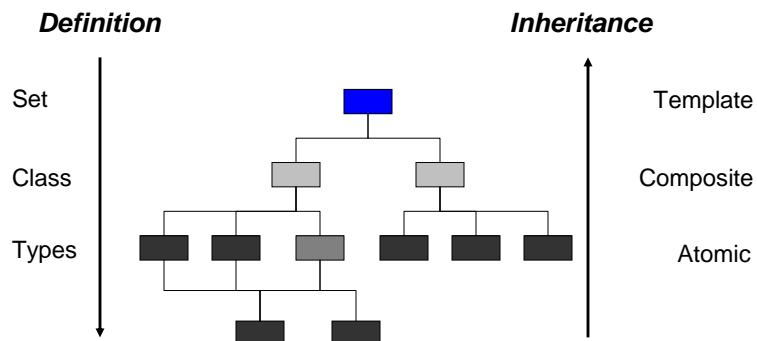 Definition
Inheritance
Set
Template
Class
Composite
Types
Atomic